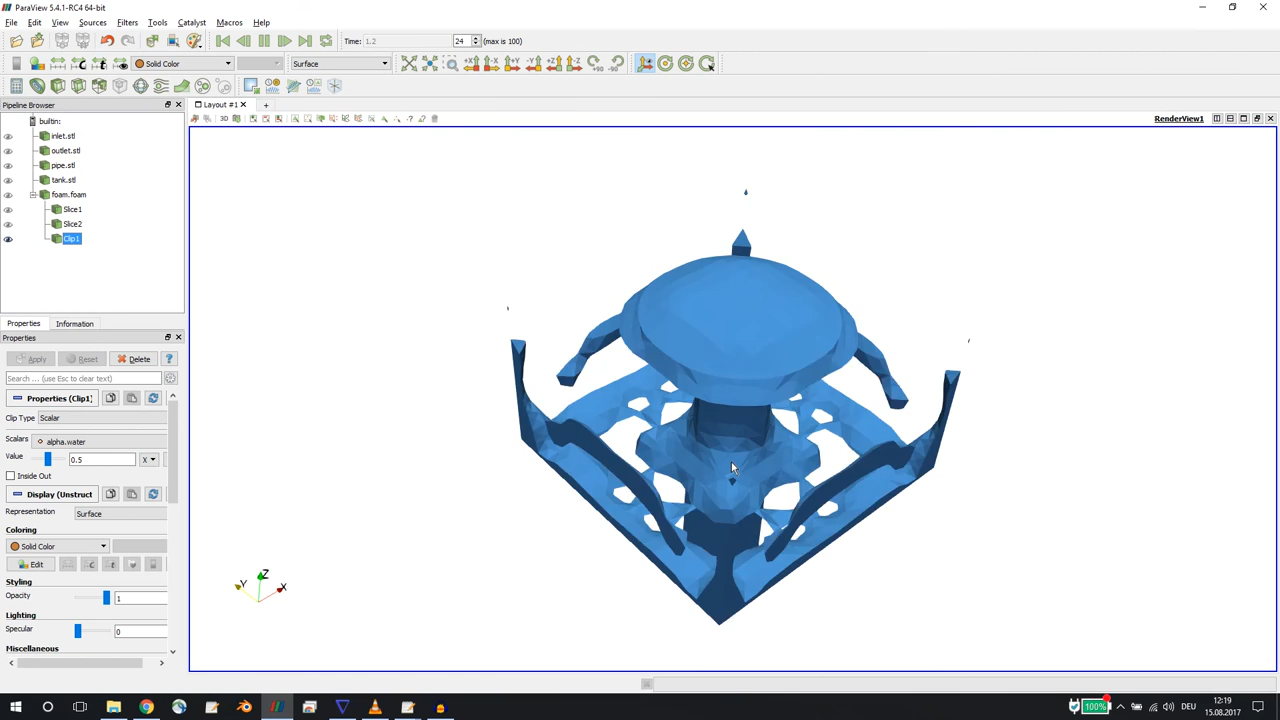 ParaView 5.4.1-RC4 64-bit
File Edit View Sources Filters Tools Catalyst Macros Help
Time: 1.2 24 (max is 100)
Solid Color Surface +X -X +Y -Y +Z -Z +90 -90
Pipeline Browser
Layout #1
builtin:
3D
RenderView1
inlet.stl
outlet.stl
pipe.stl
tank.stl
foam.foam
Slice1
Slice2
Clip1
Properties Information
Properties
Apply Reset Delete ?
Search ... (use Esc to clear text)
Properties (Clip1)
Clip Type Scalar
Scalars alpha.water
Value 0.5 X
Inside Out
Display (Unstruct
Representation Surface
Coloring
Solid Color
Edit
Styling
Opacity 1
Lighting
Specular 0
Miscellaneous
Z
Y X
100% DEU 12:19
15.08.2017